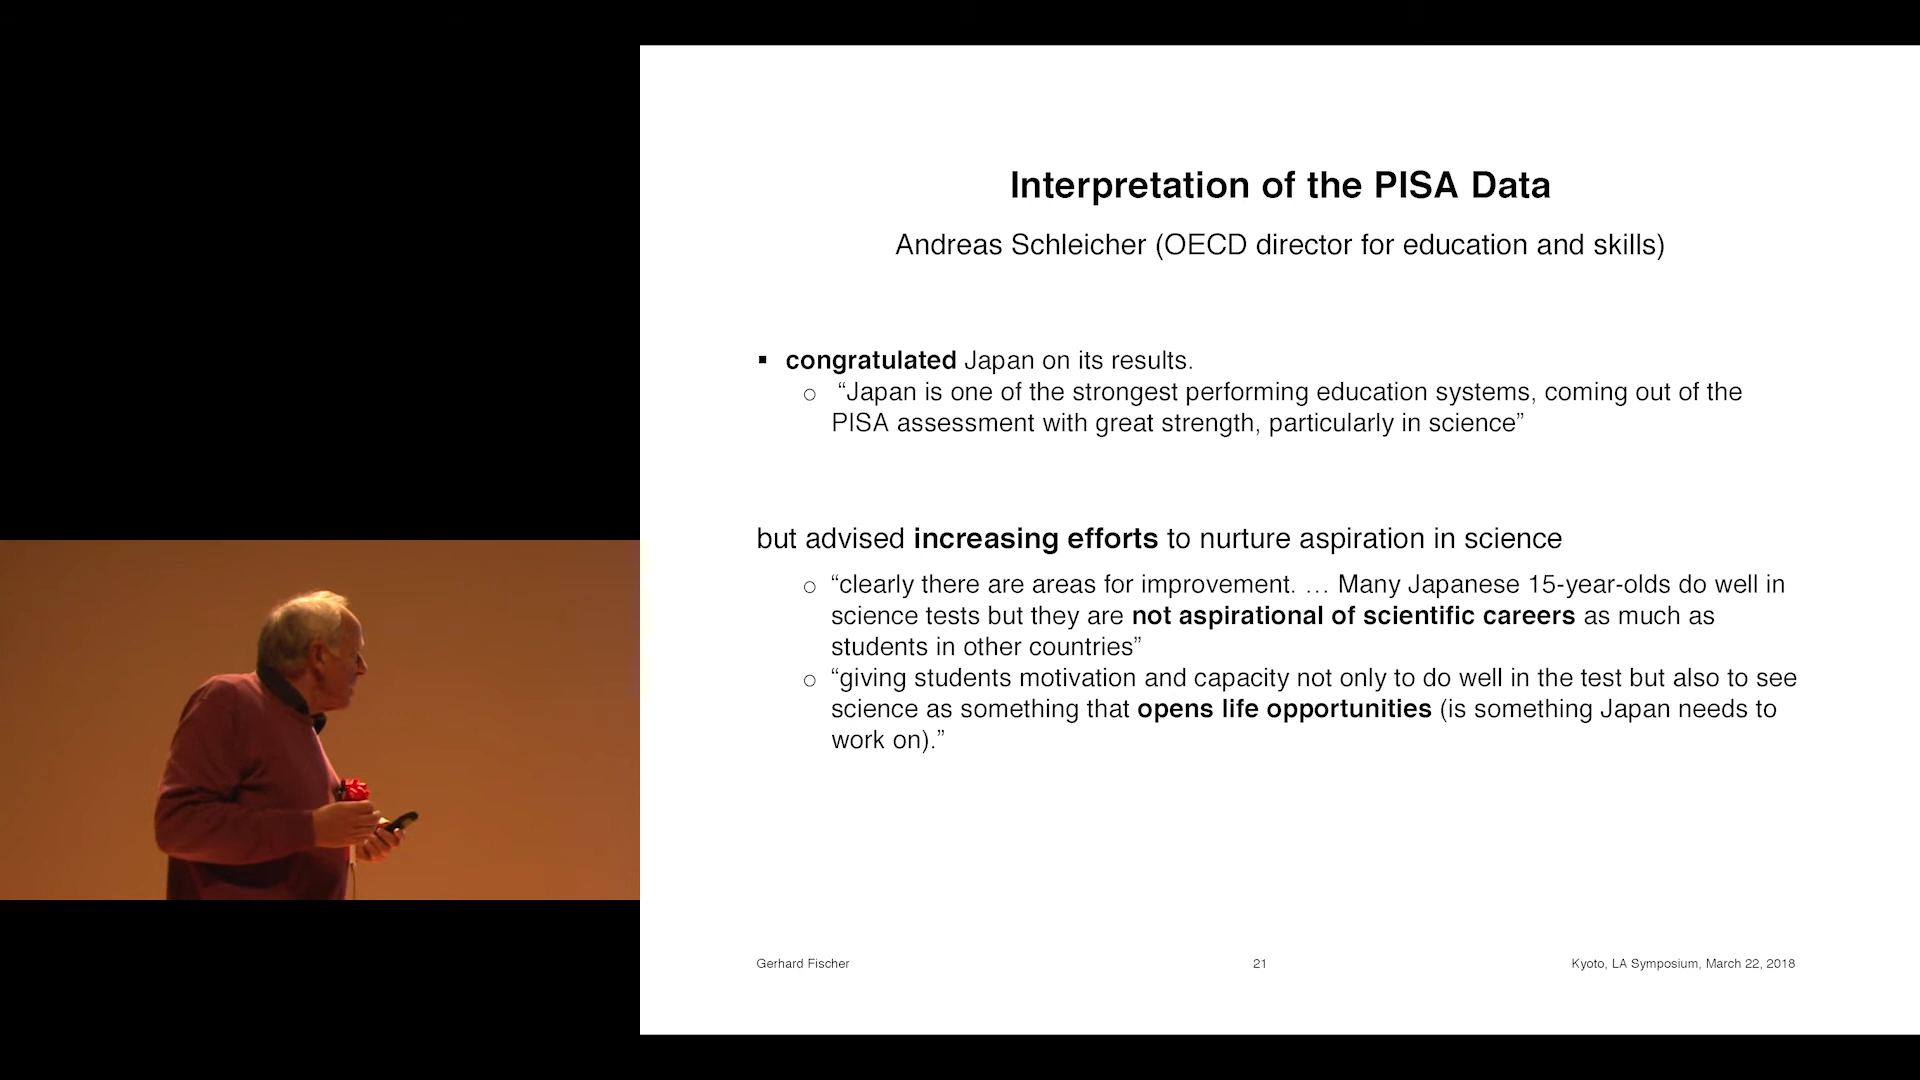 Interpretation of the PISA Data
Andreas Schleicher (OECD director for education and skills)
▪ congratulated Japan on its results.
○ “Japan is one of the strongest performing education systems, coming out of the
PISA assessment with great strength, particularly in science”
but advised increasing efforts to nurture aspiration in science
○ “clearly there are areas for improvement. … Many Japanese 15-year-olds do well in
science tests but they are not aspirational of scientific careers as much as
students in other countries”
○ “giving students motivation and capacity not only to do well in the test but also to see
science as something that opens life opportunities (is something Japan needs to
work on).”
Gerhard Fischer
21
Kyoto, LA Symposium, March 22, 2018